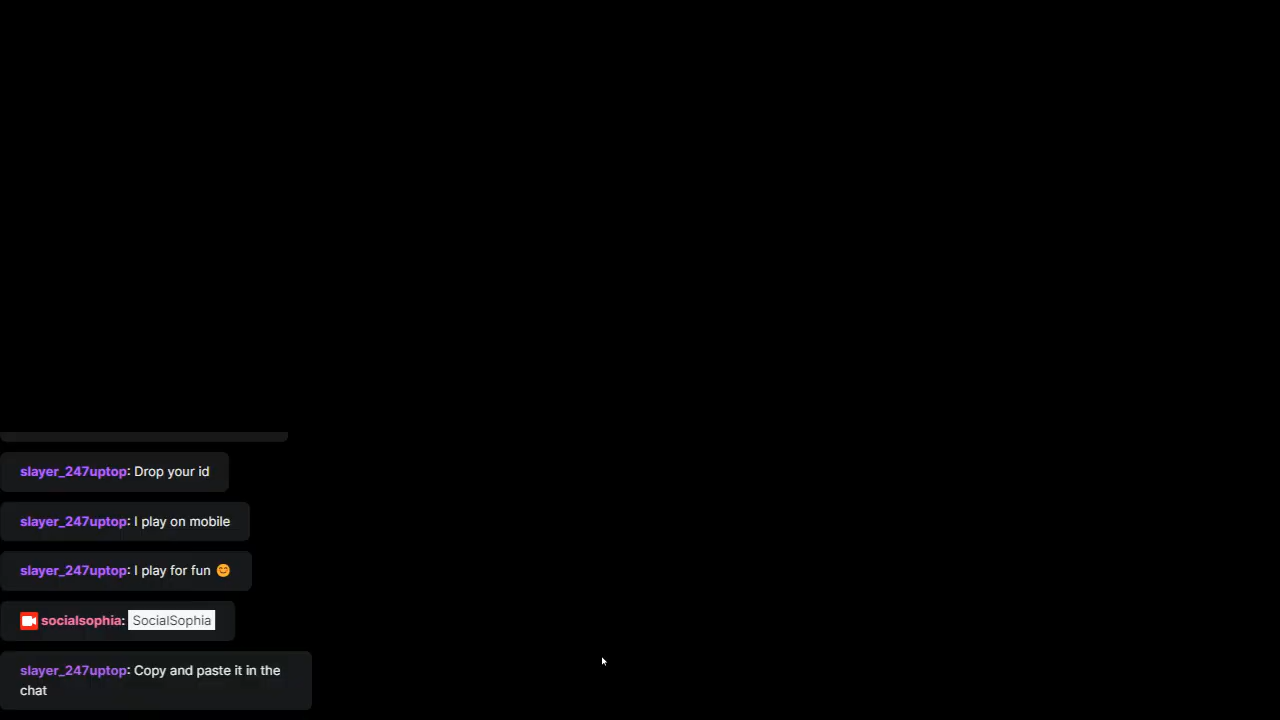 slayer_247uptop: Drop your id
slayer_247uptop: I play on mobile
slayer_247uptop: I play for fun 😊
socialsophia: SocialSophia
slayer_247uptop: Copy and paste it in the
chat